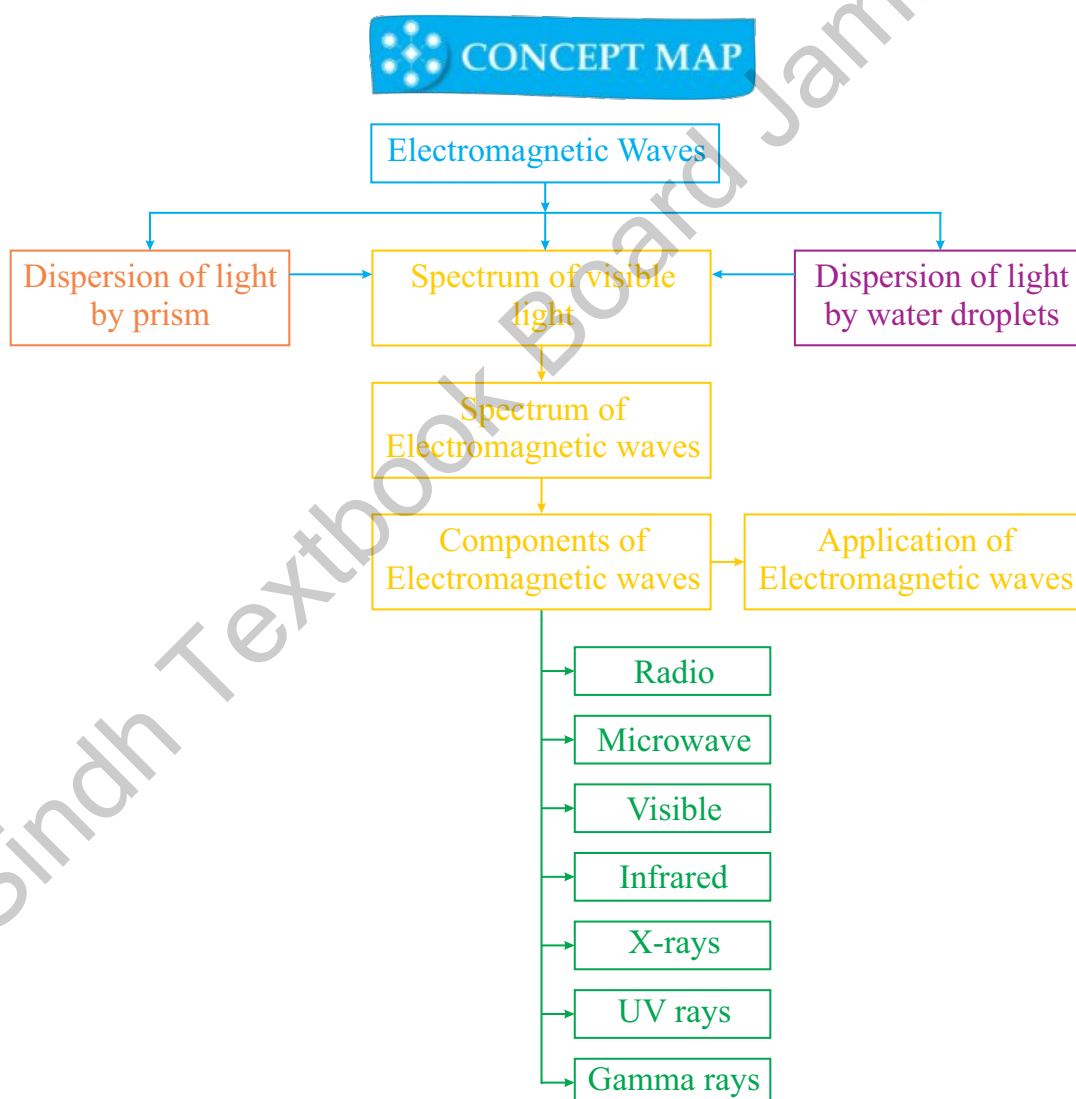 CONCEPT MAP
Electromagnetic Waves
Dispersion of light
by prism
Spectrum of visible
light
Dispersion of light
by water droplets
Spectrum of
Electromagnetic waves
Components of
Electromagnetic waves
Application of
Electromagnetic waves
Radio
Microwave
Visible
Infrared
X-rays
UV rays
Gamma rays
Sindh Textbook Board Jam